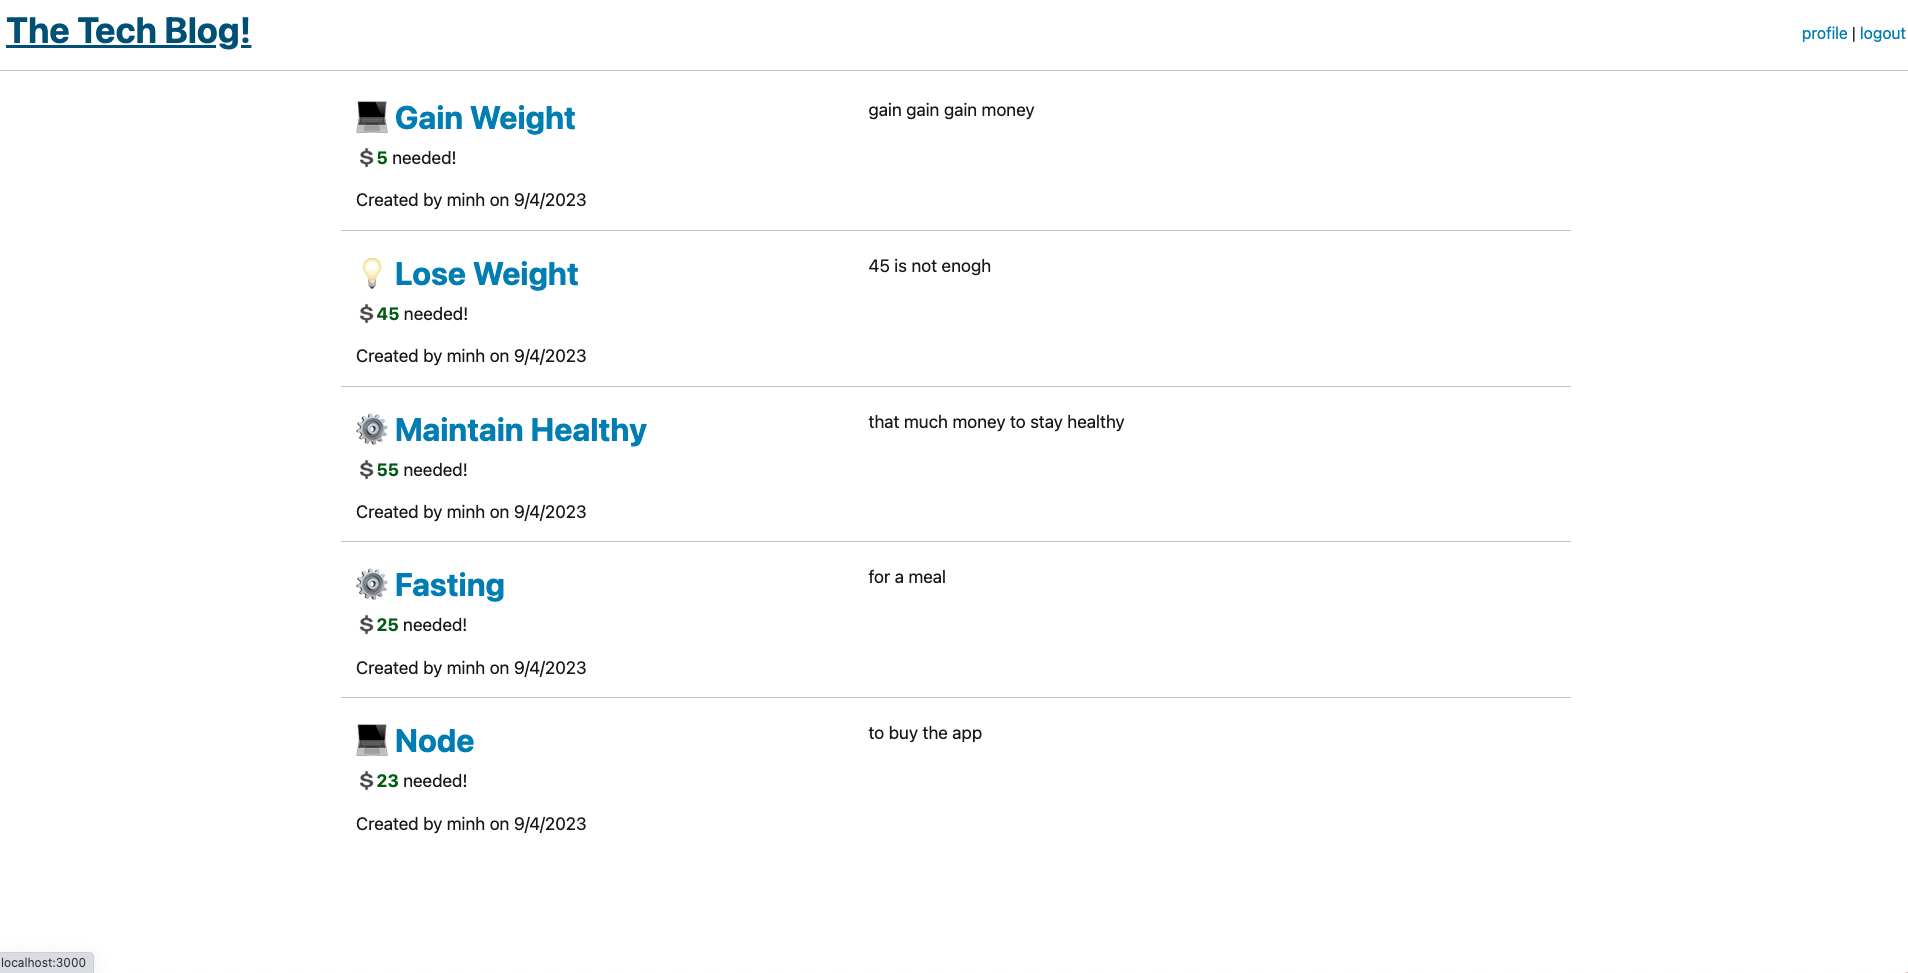 The Tech Blog!
profile | logout
Gain Weight
gain gain gain money
$5 needed!
Created by minh on 9/4/2023
Lose Weight
45 is not enogh
$45 needed!
Created by minh on 9/4/2023
Maintain Healthy
that much money to stay healthy
$55 needed!
Created by minh on 9/4/2023
Fasting
for a meal
$25 needed!
Created by minh on 9/4/2023
Node
to buy the app
$23 needed!
Created by minh on 9/4/2023
localhost:3000